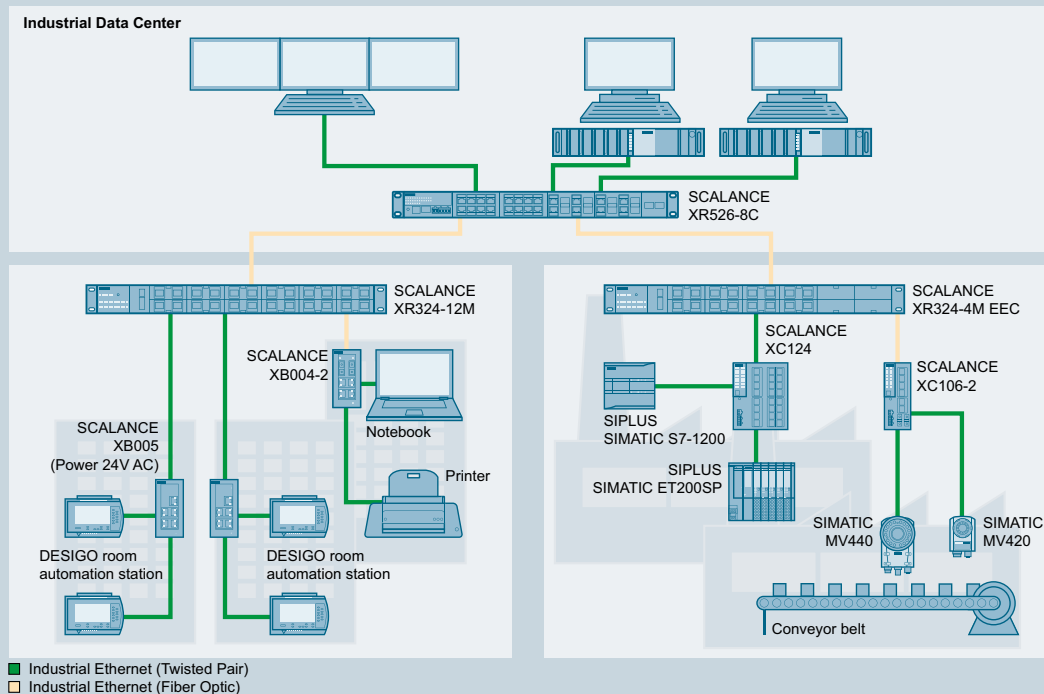 Industrial Data Center
SCALANCE
XR526-8C
SCALANCE
XR324-12M
SCALANCE
XB004-2
Notebook
SCALANCE
XB005
(Power 24V AC)
Printer
DESIGO room
automation station
DESIGO room
automation station
SCALANCE
XR324-4M EEC
SCALANCE
XC124
SCALANCE
XC106-2
SIPLUS
SIMATIC S7-1200
SIPLUS
SIMATIC ET200SP
SIMATIC
MV440
SIMATIC
MV420
Conveyor belt
Industrial Ethernet (Twisted Pair)
Industrial Ethernet (Fiber Optic)